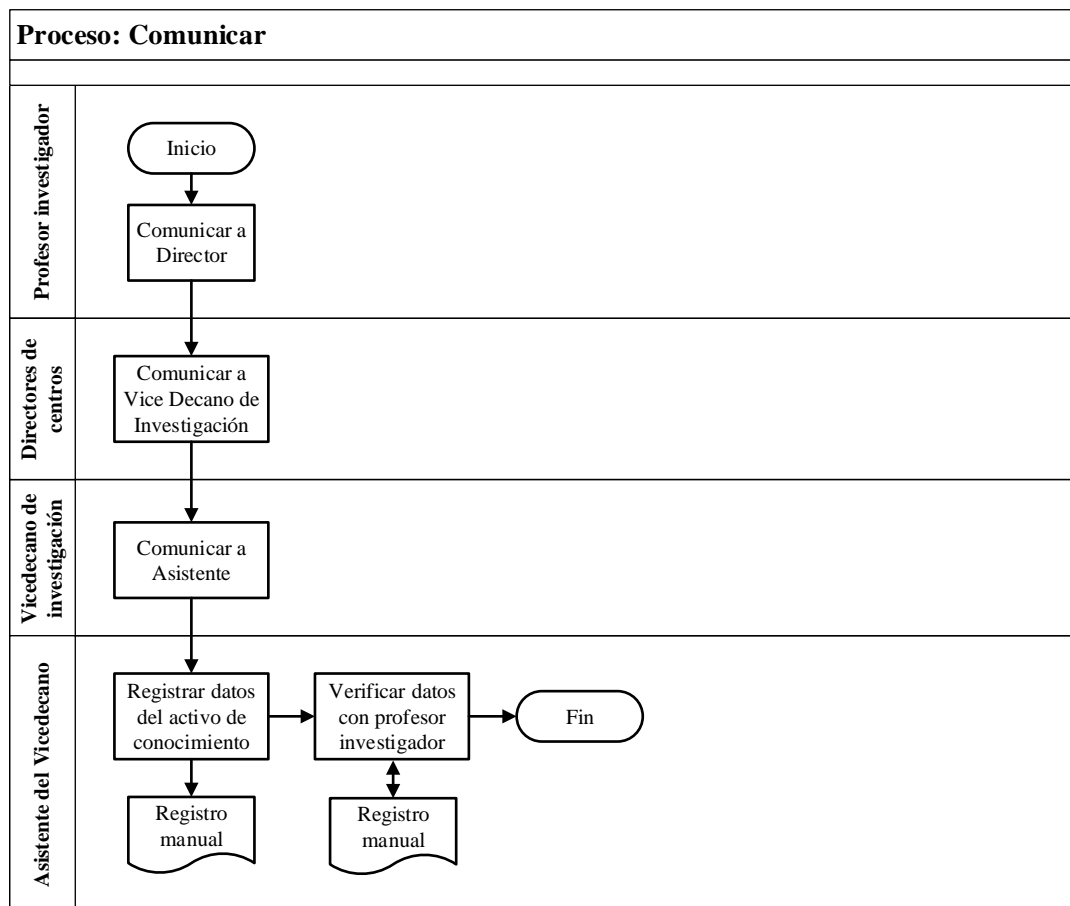 Proceso: Comunicar
Profesor investigador
Inicio
Comunicar a
Director
Directores de
centros
Comunicar a
Vice Decano de
Investigación
Vicedecano de
investigación
Comunicar a
Asistente
Asistente del Vicedecano
Registrar datos
del activo de
conocimiento
Verificar datos
con profesor
investigador
Fin
Registro
manual
Registro
manual